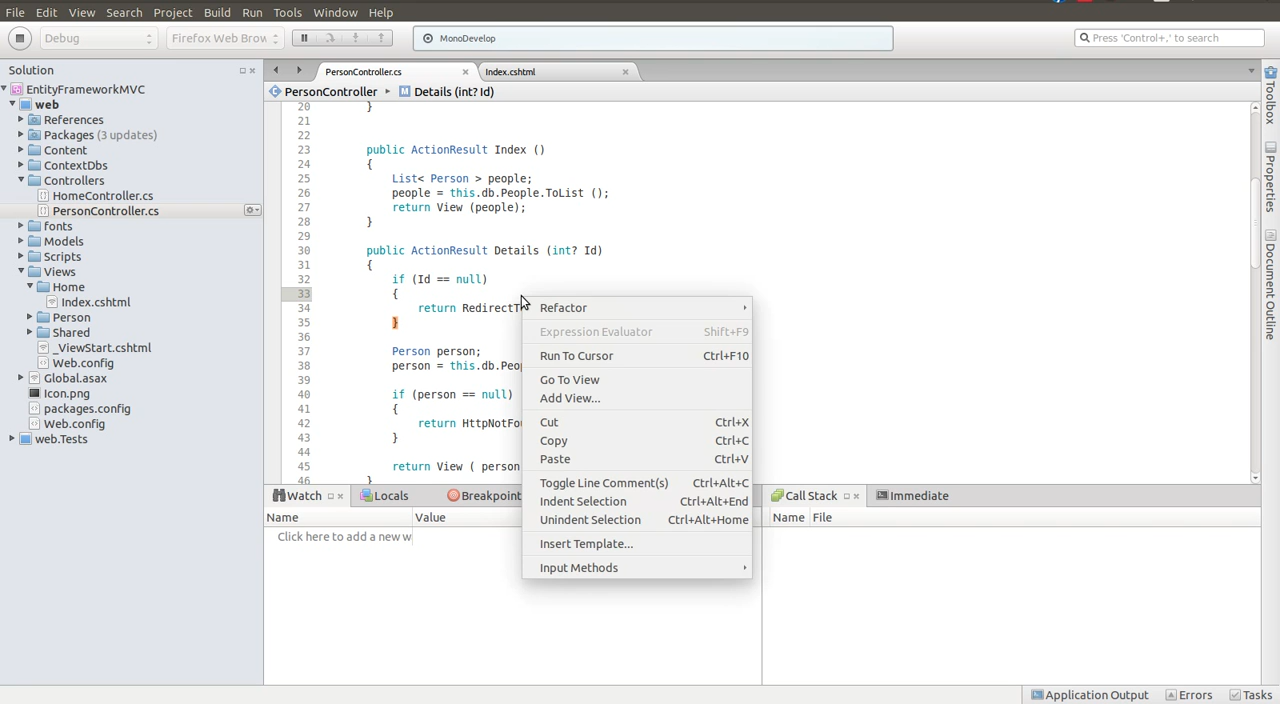 File Edit View Search Project Build Run Tools Window Help
Debug Firefox Web Brow MonoDevelop Press 'Control+,' to search
Solution
EntityFrameworkMVC
web
References
Packages (3 updates)
Content
ContextDbs
Controllers
HomeController.cs
PersonController.cs
fonts
Models
Scripts
Views
Home
Index.cshtml
Person
Shared
_ViewStart.cshtml
Web.config
Global.asax
Icon.png
packages.config
Web.config
web.Tests
PersonController.cs Index.cshtml
PersonController Details (int? Id)
20 }
21
22
23 public ActionResult Index ()
24 {
25 List< Person > people;
26 people = this.db.People.ToList ();
27 return View (people);
28 }
29
30 public ActionResult Details (int? Id)
31 {
32 if (Id == null)
33 {
34 return RedirectT
35 }
36
37 Person person;
38 person = this.db.Peo
39
40 if (person == null)
41 {
42 return HttpNotFou
43 }
44
45 return View ( person
46 }
Refactor
Expression Evaluator Shift+F9
Run To Cursor Ctrl+F10
Go To View
Add View...
Cut Ctrl+X
Copy Ctrl+C
Paste Ctrl+V
Toggle Line Comment(s) Ctrl+Alt+C
Indent Selection Ctrl+Alt+End
Unindent Selection Ctrl+Alt+Home
Insert Template...
Input Methods
Watch Locals Breakpoint
Name Value
Click here to add a new w
Call Stack Immediate
Name File
Toolbox
Properties
Document Outline
Application Output Errors Tasks